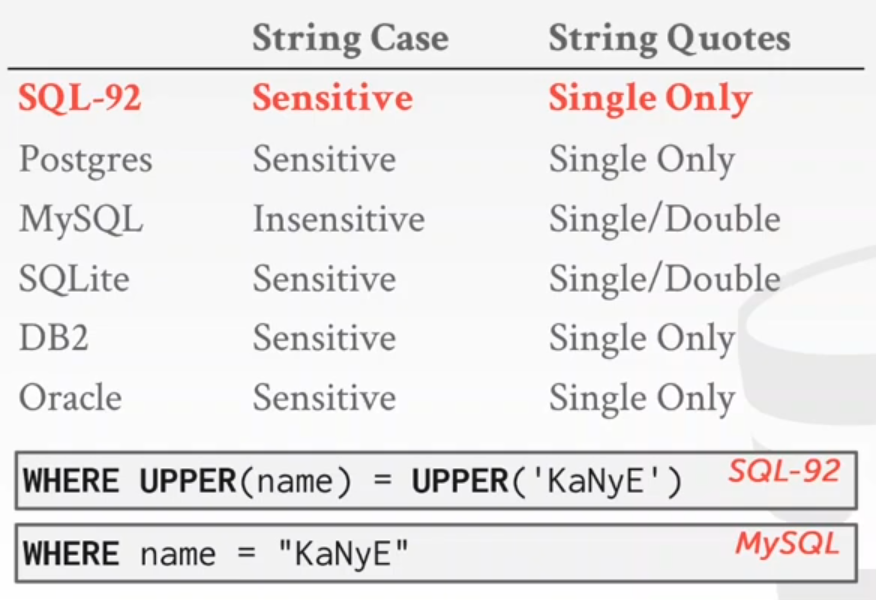 String Case String Quotes
SQL-92 Sensitive Single Only
Postgres Sensitive Single Only
MySQL Insensitive Single/Double
SQLite Sensitive Single/Double
DB2 Sensitive Single Only
Oracle Sensitive Single Only
WHERE UPPER(name) = UPPER('KaNyE') SQL-92
WHERE name = "KaNyE" MySQL